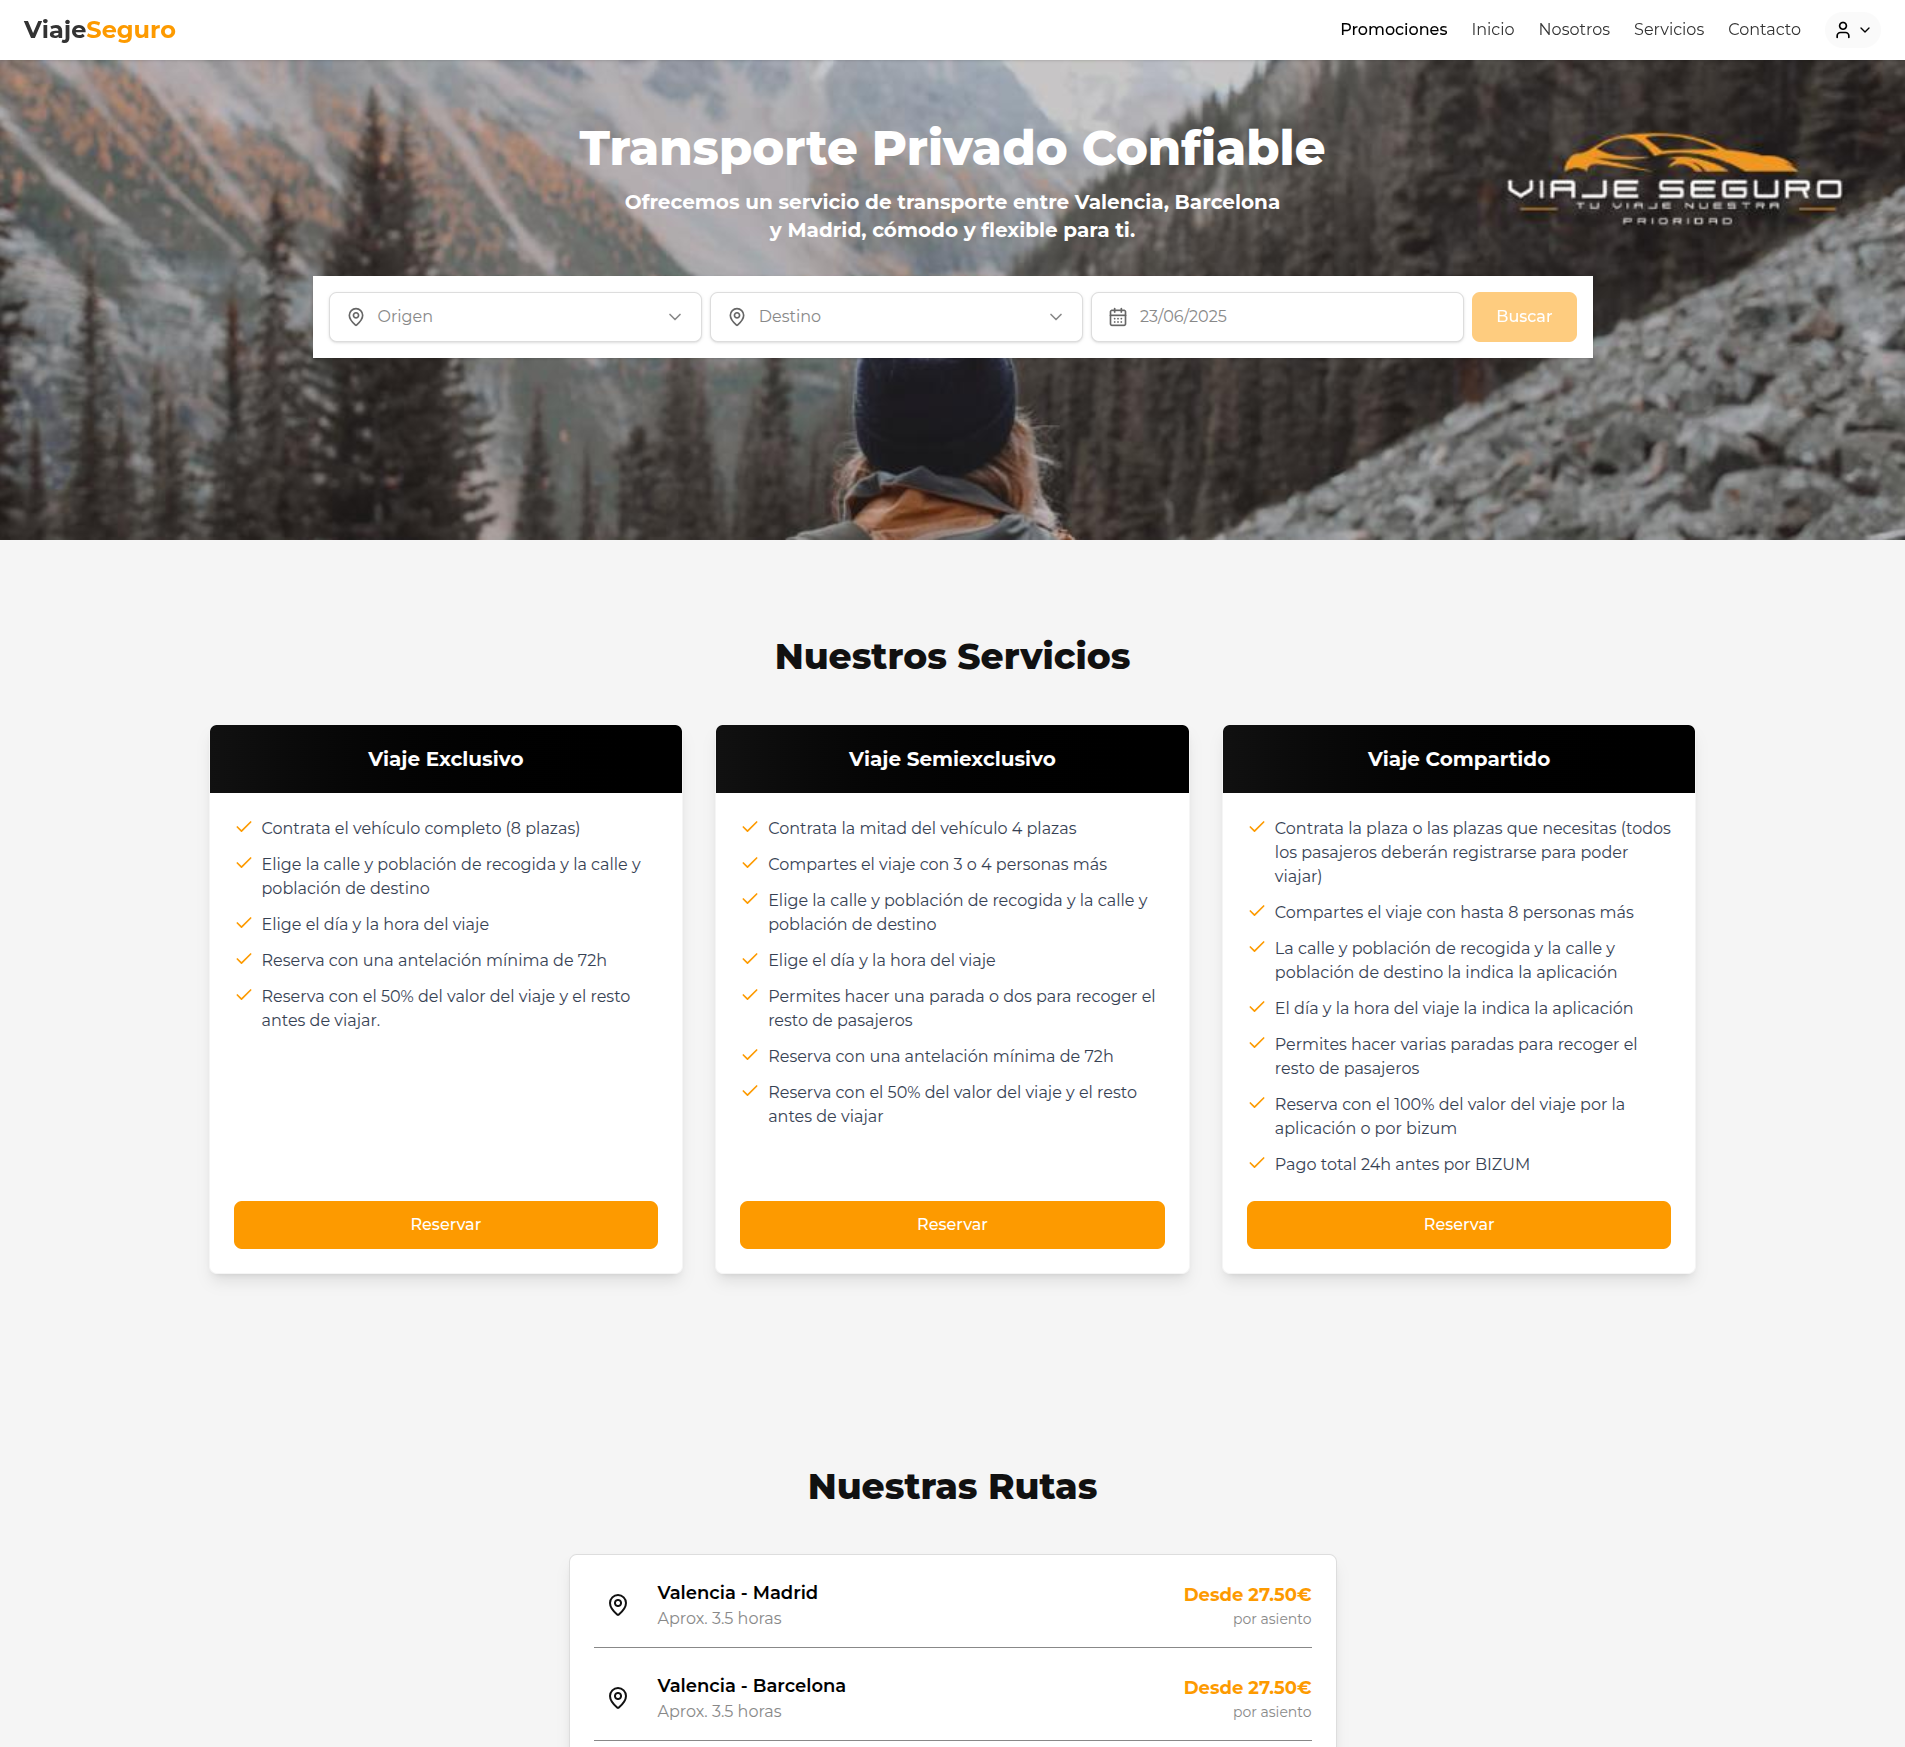 ViajeSeguro
Promociones
Inicio
Nosotros
Servicios
Contacto
Transporte Privado Confiable
Ofrecemos un servicio de transporte entre Valencia, Barcelona
y Madrid, cómodo y flexible para ti.
VIAJE SEGURO
TU VIAJE NUESTRA
PRIORIDAD
Origen
Destino
23/06/2025
Buscar
Nuestros Servicios
Viaje Exclusivo
Contrata el vehículo completo (8 plazas)
Elige la calle y población de recogida y la calle y
población de destino
Elige el día y la hora del viaje
Reserva con una antelación mínima de 72h
Reserva con el 50% del valor del viaje y el resto
antes de viajar.
Reservar
Viaje Semiexclusivo
Contrata la mitad del vehículo 4 plazas
Compartes el viaje con 3 o 4 personas más
Elige la calle y población de recogida y la calle y
población de destino
Elige el día y la hora del viaje
Permites hacer una parada o dos para recoger el
resto de pasajeros
Reserva con una antelación mínima de 72h
Reserva con el 50% del valor del viaje y el resto
antes de viajar
Reservar
Viaje Compartido
Contrata la plaza o las plazas que necesitas (todos
los pasajeros deberán registrarse para poder
viajar)
Compartes el viaje con hasta 8 personas más
La calle y población de recogida y la calle y
población de destino la indica la aplicación
El día y la hora del viaje la indica la aplicación
Permites hacer varias paradas para recoger el
resto de pasajeros
Reserva con el 100% del valor del viaje por la
aplicación o por bizum
Pago total 24h antes por BIZUM
Reservar
Nuestras Rutas
Valencia - Madrid
Aprox. 3.5 horas
Desde 27.50€
por asiento
Valencia - Barcelona
Aprox. 3.5 horas
Desde 27.50€
por asiento